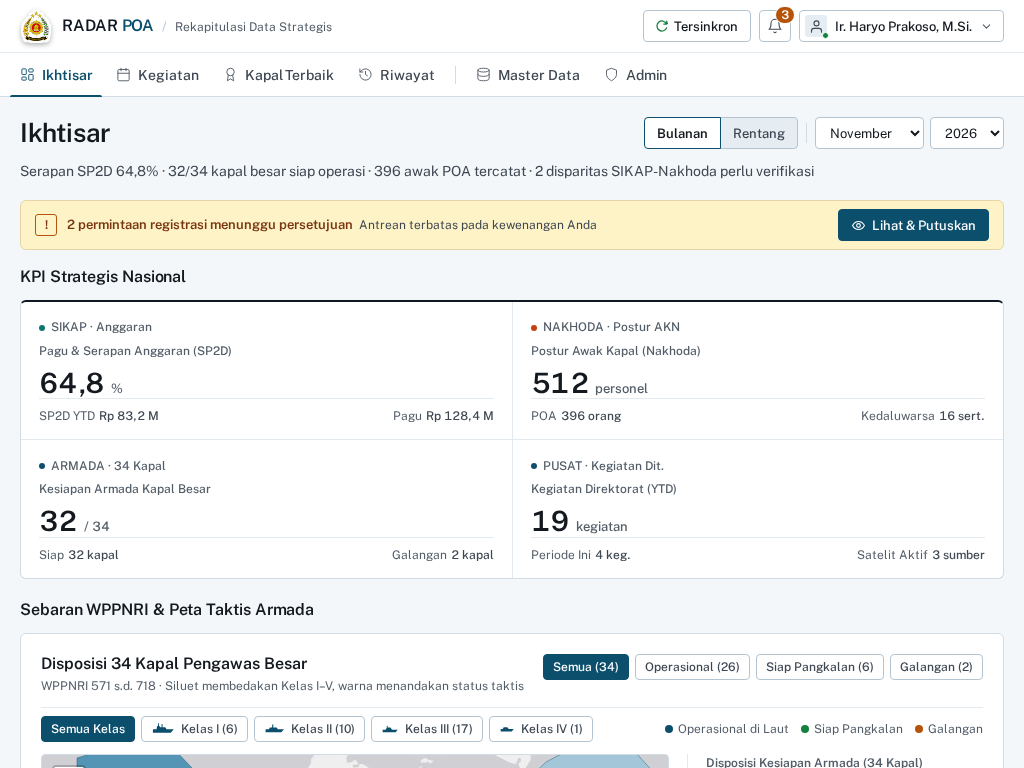 RADAR POA / Rekapitulasi Data Strategis
Tersinkron
3
Ir. Haryo Prakoso, M.Si.
Ikhtisar
Kegiatan
Kapal Terbaik
Riwayat
Master Data
Admin
Ikhtisar
Bulanan
Rentang
November
2026
Serapan SP2D 64,8% · 32/34 kapal besar siap operasi · 396 awak POA tercatat · 2 disparitas SIKAP-Nakhoda perlu verifikasi
! 2 permintaan registrasi menunggu persetujuan Antrean terbatas pada kewenangan Anda
Lihat & Putuskan
KPI Strategis Nasional
SIKAP · Anggaran
Pagu & Serapan Anggaran (SP2D)
64,8 %
SP2D YTD Rp 83,2 M
Pagu Rp 128,4 M
NAKHODA · Postur AKN
Postur Awak Kapal (Nakhoda)
512 personel
POA 396 orang
Kedaluwarsa 16 sert.
ARMADA · 34 Kapal
Kesiapan Armada Kapal Besar
32 / 34
Siap 32 kapal
Galangan 2 kapal
PUSAT · Kegiatan Dit.
Kegiatan Direktorat (YTD)
19 kegiatan
Periode Ini 4 keg.
Satelit Aktif 3 sumber
Sebaran WPPNRI & Peta Taktis Armada
Disposisi 34 Kapal Pengawas Besar
WPPNRI 571 s.d. 718 · Siluet membedakan Kelas I–V, warna menandakan status taktis
Semua (34)
Operasional (26)
Siap Pangkalan (6)
Galangan (2)
Semua Kelas
Kelas I (6)
Kelas II (10)
Kelas III (17)
Kelas IV (1)
Operasional di Laut
Siap Pangkalan
Galangan
Disposisi Kesiapan Armada (34 Kapal)